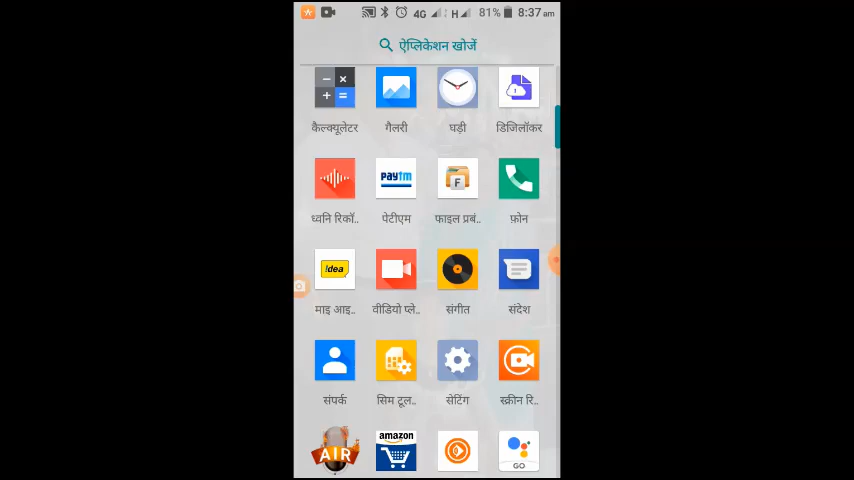 4G H 81% 8:37 am
ऐप्लिकेशन खोजें
कैल्क्यूलेटर गैलरी घड़ी डिजिलॉकर
paytm F
ध्वनि रिकॉ.. पेटीएम फाइल प्रबं.. फ़ोन
!dea
माइ आइ.. वीडियो प्ले.. संगीत संदेश
संपर्क सिम टूल.. सेटिंग स्क्रीन रि..
AIR amazon GO